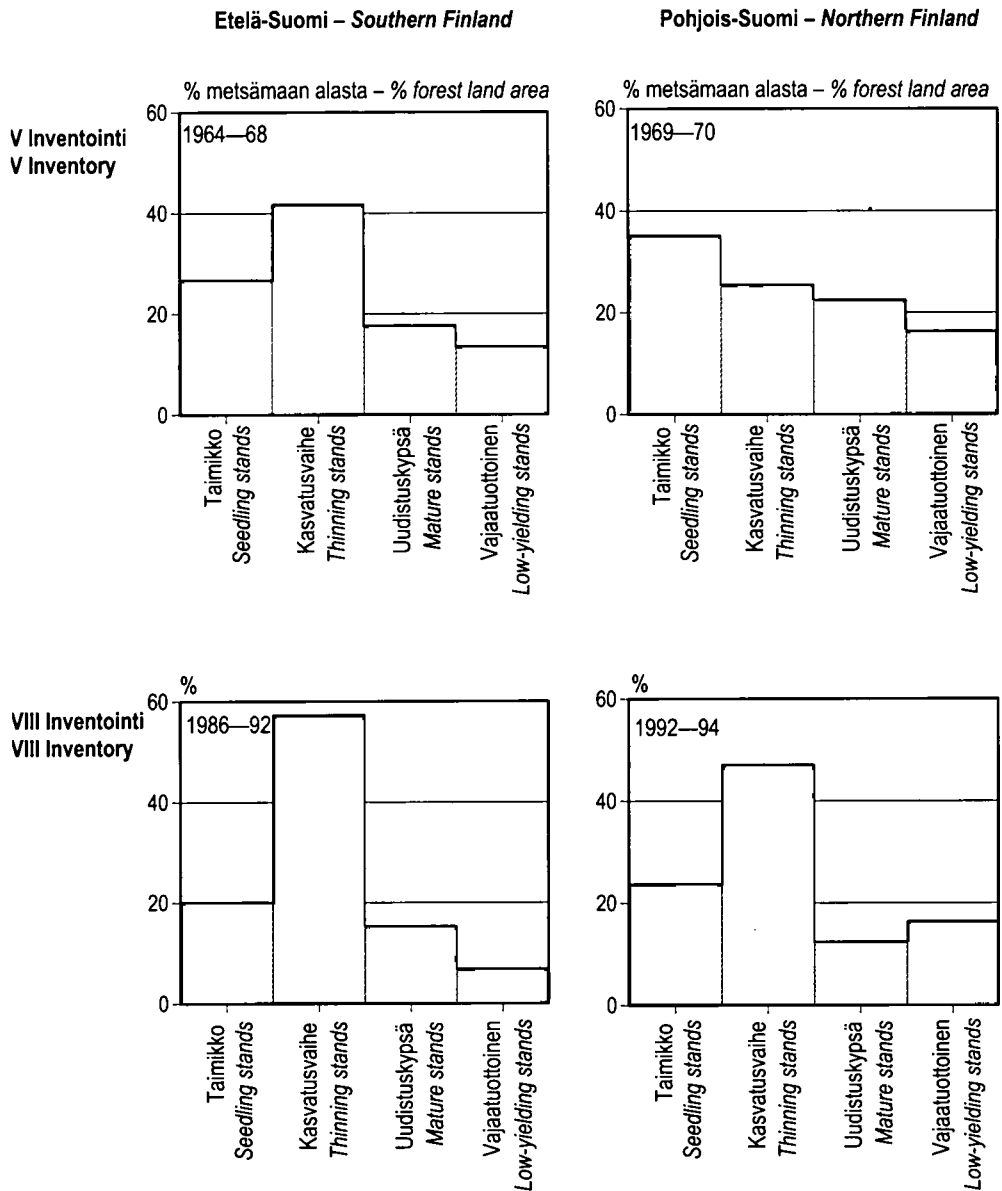 Etelä-Suomi – Southern Finland
Pohjois-Suomi – Northern Finland
V Inventointi
V Inventory
% metsämaan alasta – % forest land area
1964—68
60
40
20
0
Taimikko
Seedling stands
Kasvatusvaihe
Thinning stands
Uudistuskypsä
Mature stands
Vajaatuottoinen
Low-yielding stands
% metsämaan alasta – % forest land area
1969—70
60
40
20
0
Taimikko
Seedling stands
Kasvatusvaihe
Thinning stands
Uudistuskypsä
Mature stands
Vajaatuottoinen
Low-yielding stands
VIII Inventointi
VIII Inventory
%
1986—92
60
40
20
0
Taimikko
Seedling stands
Kasvatusvaihe
Thinning stands
Uudistuskypsä
Mature stands
Vajaatuottoinen
Low-yielding stands
%
1992—94
60
40
20
0
Taimikko
Seedling stands
Kasvatusvaihe
Thinning stands
Uudistuskypsä
Mature stands
Vajaatuottoinen
Low-yielding stands